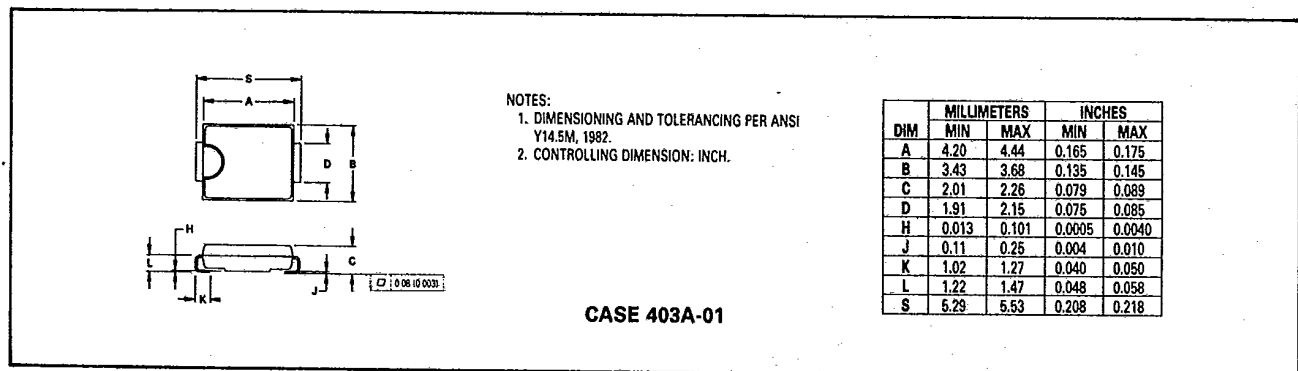 S
A
D
B
H
L
C
K
J
NOTES:
1. DIMENSIONING AND TOLERANCING PER ANSI
Y14.5M, 1982.
2. CONTROLLING DIMENSION: INCH.
CASE 403A-01
DIM MILLIMETERS INCHES
MIN MAX MIN MAX
A 4.20 4.44 0.165 0.175
B 3.43 3.68 0.135 0.145
C 2.01 2.26 0.079 0.089
D 1.91 2.15 0.075 0.085
H 0.013 0.101 0.0005 0.0040
J 0.11 0.25 0.004 0.010
K 1.02 1.27 0.040 0.050
L 1.22 1.47 0.048 0.058
S 5.29 5.53 0.208 0.218